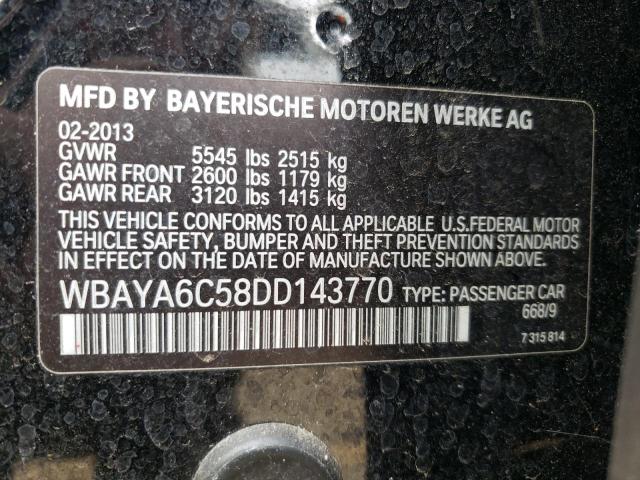 MFD BY BAYERISCHE MOTOREN WERKE AG
02-2013
GVWR 5545 lbs 2515 kg
GAWR FRONT 2600 lbs 1179 kg
GAWR REAR 3120 lbs 1415 kg
THIS VEHICLE CONFORMS TO ALL APPLICABLE U.S.FEDERAL MOTOR
VEHICLE SAFETY, BUMPER AND THEFT PREVENTION STANDARDS
IN EFFECT ON THE DATE OF MANUFACTURE SHOWN ABOVE.
WBAYA6C58DD143770 TYPE: PASSENGER CAR
668/9
7 315 814